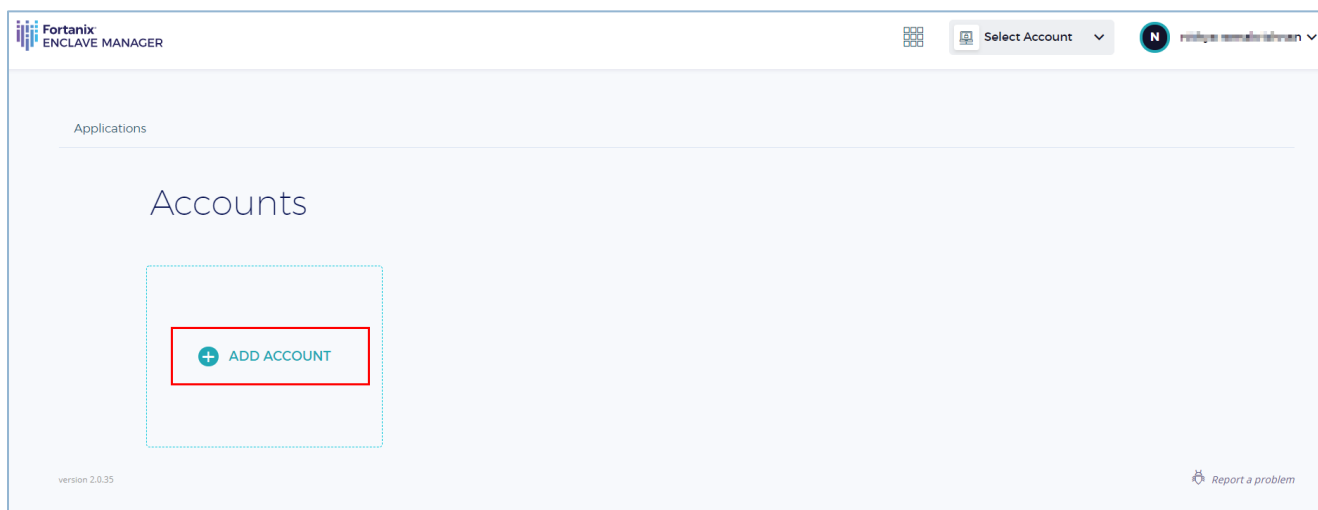 Fortanix
ENCLAVE MANAGER
Select Account
N
Applications
Accounts
ADD ACCOUNT
version 2.0.35
Report a problem